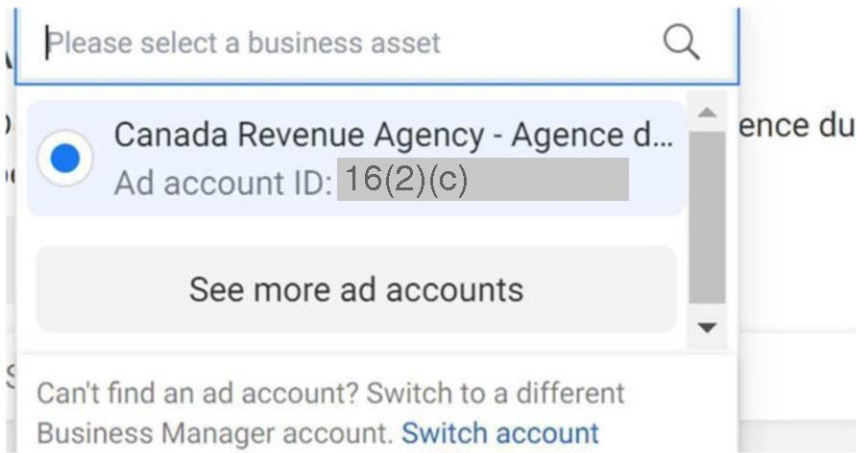 Please select a business asset
Canada Revenue Agency - Agence d...
ence du
Ad account ID: 16(2)(c)
See more ad accounts
Can't find an ad account? Switch to a different
Business Manager account. Switch account